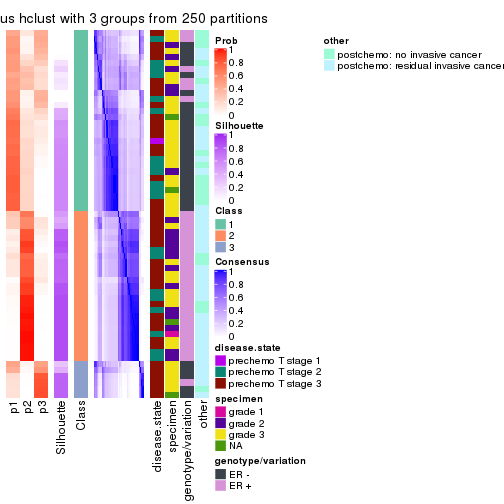 us hclust with 3 groups from 250 partitions
Prob
1
0.8
0.6
0.4
0.2
0
Silhouette
1
0.8
0.6
0.4
0.2
0
Class
1
2
3
Consensus
1
0.8
0.6
0.4
0.2
0
disease.state
prechemo T stage 1
prechemo T stage 2
prechemo T stage 3
specimen
grade 1
grade 2
grade 3
NA
genotype/variation
ER -
ER +
other
postchemo: no invasive cancer
postchemo: residual invasive cancer
p1
p2
p3
Silhouette
Class
disease.state
specimen
genotype/variation
other